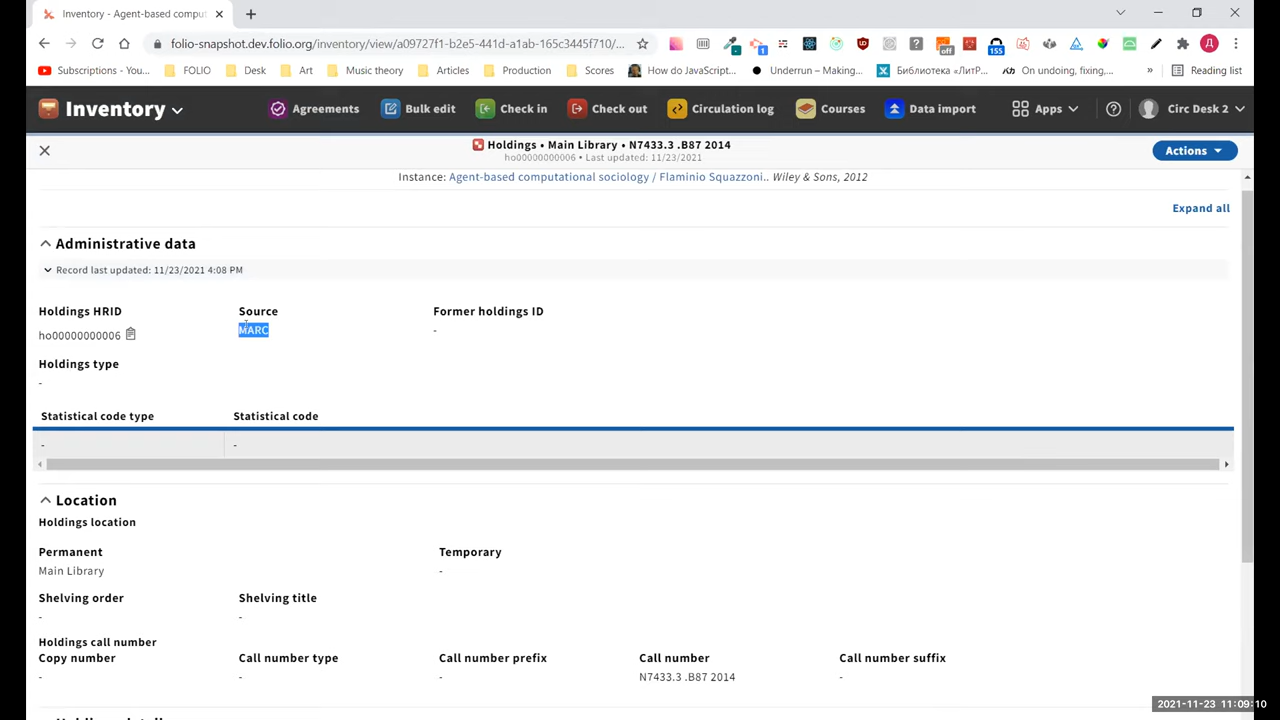 Inventory - Agent-based comput
folio-snapshot.dev.folio.org/inventory/view/a09727f1-b2e5-441d-a1ab-165c3445f710/...
off
155
Д
Subscriptions - Yo...
FOLIO
Desk
Art
Music theory
Articles
Production
Scores
How do JavaScript...
Underrun – Making...
Библиотека «ЛитР...
On undoing, fixing,...
»
Reading list
Inventory
Agreements
Bulk edit
Check in
Check out
Circulation log
Courses
Data import
Apps
Circ Desk 2
Holdings • Main Library • N7433.3 .B87 2014
ho00000000006 • Last updated: 11/23/2021
Actions
Instance: Agent-based computational sociology / Flaminio Squazzoni.. Wiley & Sons, 2012
Expand all
Administrative data
Record last updated: 11/23/2021 4:08 PM
Holdings HRID Source Former holdings ID
ho00000000006 MARC -
Holdings type
-
Statistical code type Statistical code
- -
Location
Holdings location
Permanent Temporary
Main Library -
Shelving order Shelving title
- -
Holdings call number
Copy number Call number type Call number prefix Call number Call number suffix
- - - N7433.3 .B87 2014 -
2021-11-23 11:09:10